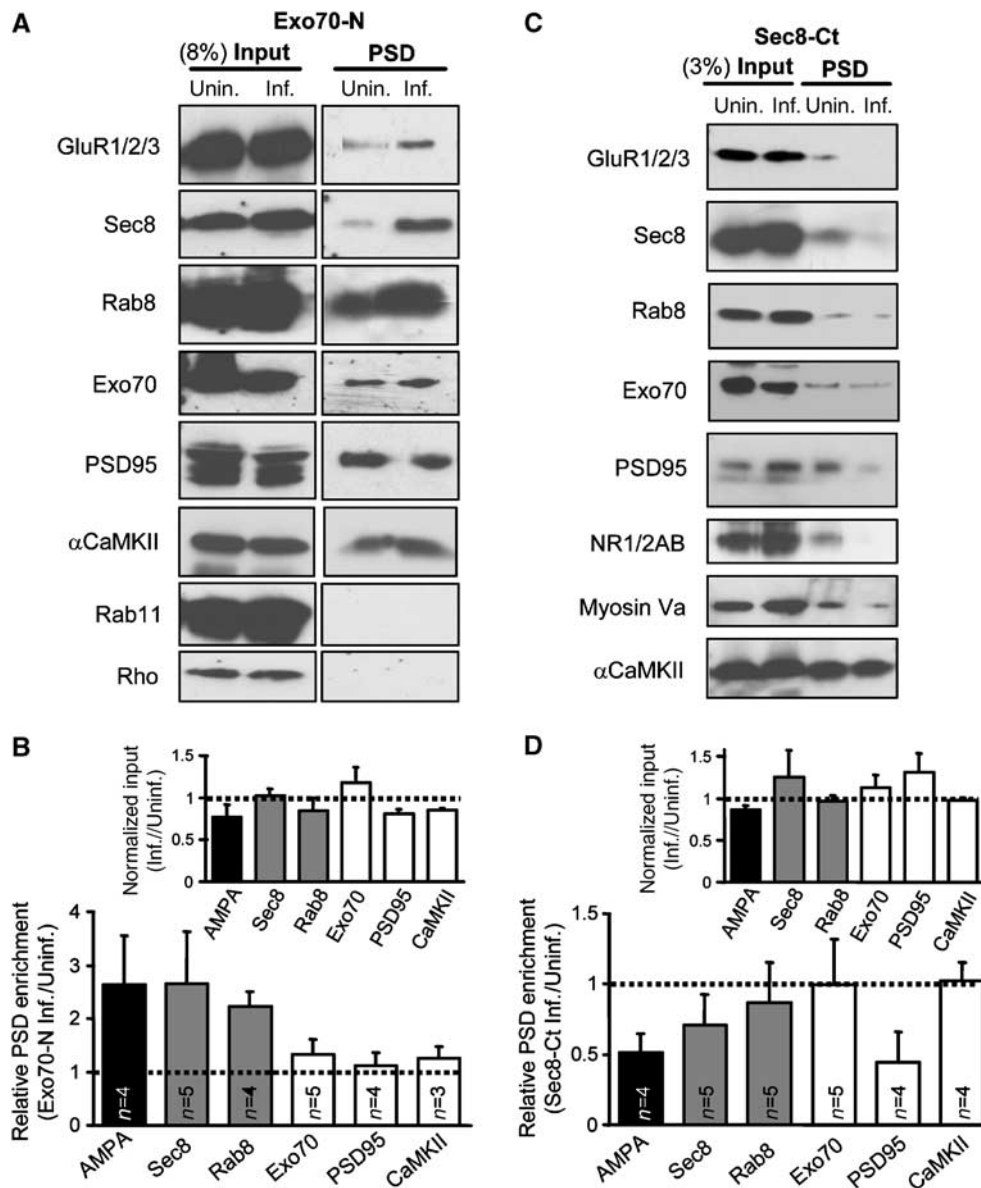 A
Exo70-N
(8%) Input
PSD
Unin.
Inf.
Unin.
Inf.
GluR1/2/3
Sec8
Rab8
Exo70
PSD95
αCaMKII
Rab11
Rho
B
Normalized input
(Inf.//Uninf.)
1.5
1
0.5
0
AMPA
Sec8
Rab8
Exo70
PSD95
CaMKII
Relative PSD enrichment
(Exo70-N Inf./Uninf.)
4
3
2
1
0
n=4
n=5
n=4
n=5
n=4
n=3
AMPA
Sec8
Rab8
Exo70
PSD95
CaMKII
C
Sec8-Ct
(3%) Input
PSD
Unin.
Inf.
Unin.
Inf.
GluR1/2/3
Sec8
Rab8
Exo70
PSD95
NR1/2AB
Myosin Va
αCaMKII
D
Normalized input
(Inf.//Uninf.)
1.5
1
0.5
0
AMPA
Sec8
Rab8
Exo70
PSD95
CaMKII
Relative PSD enrichment
(Sec8-Ct Inf./Uninf.)
1.5
1
0.5
0
n=4
n=5
n=5
n=5
n=4
n=4
AMPA
Sec8
Rab8
Exo70
PSD95
CaMKII